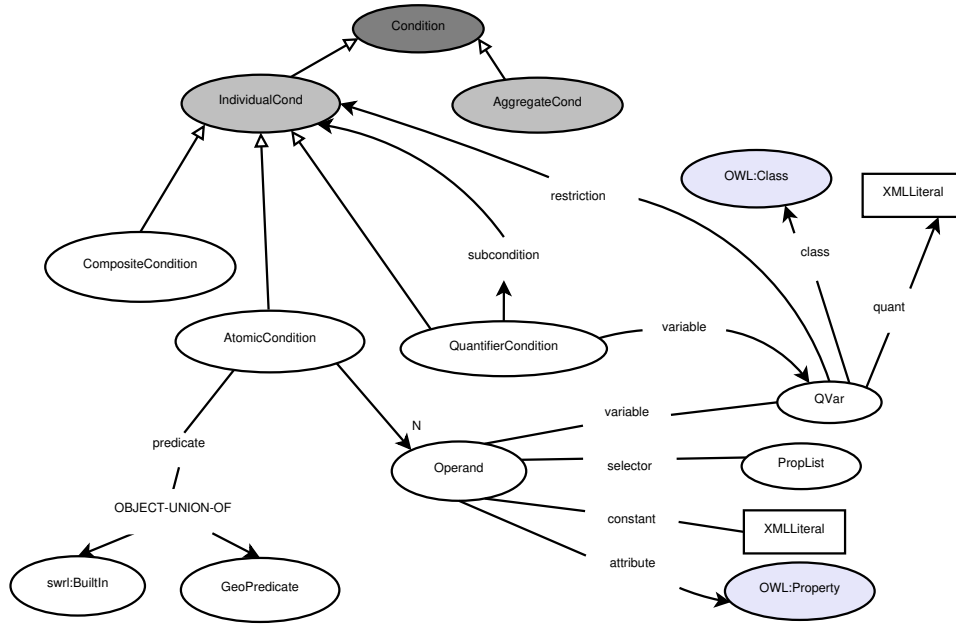 Condition
IndividualCond
AggregateCond
OWL:Class
XMLLiteral
restriction
subcondition
class
CompositeCondition
quant
AtomicCondition
QuantifierCondition
variable
QVar
variable
N
predicate
Operand
selector
PropList
OBJECT-UNION-OF
constant
XMLLiteral
attribute
swrl:BuiltIn
GeoPredicate
OWL:Property